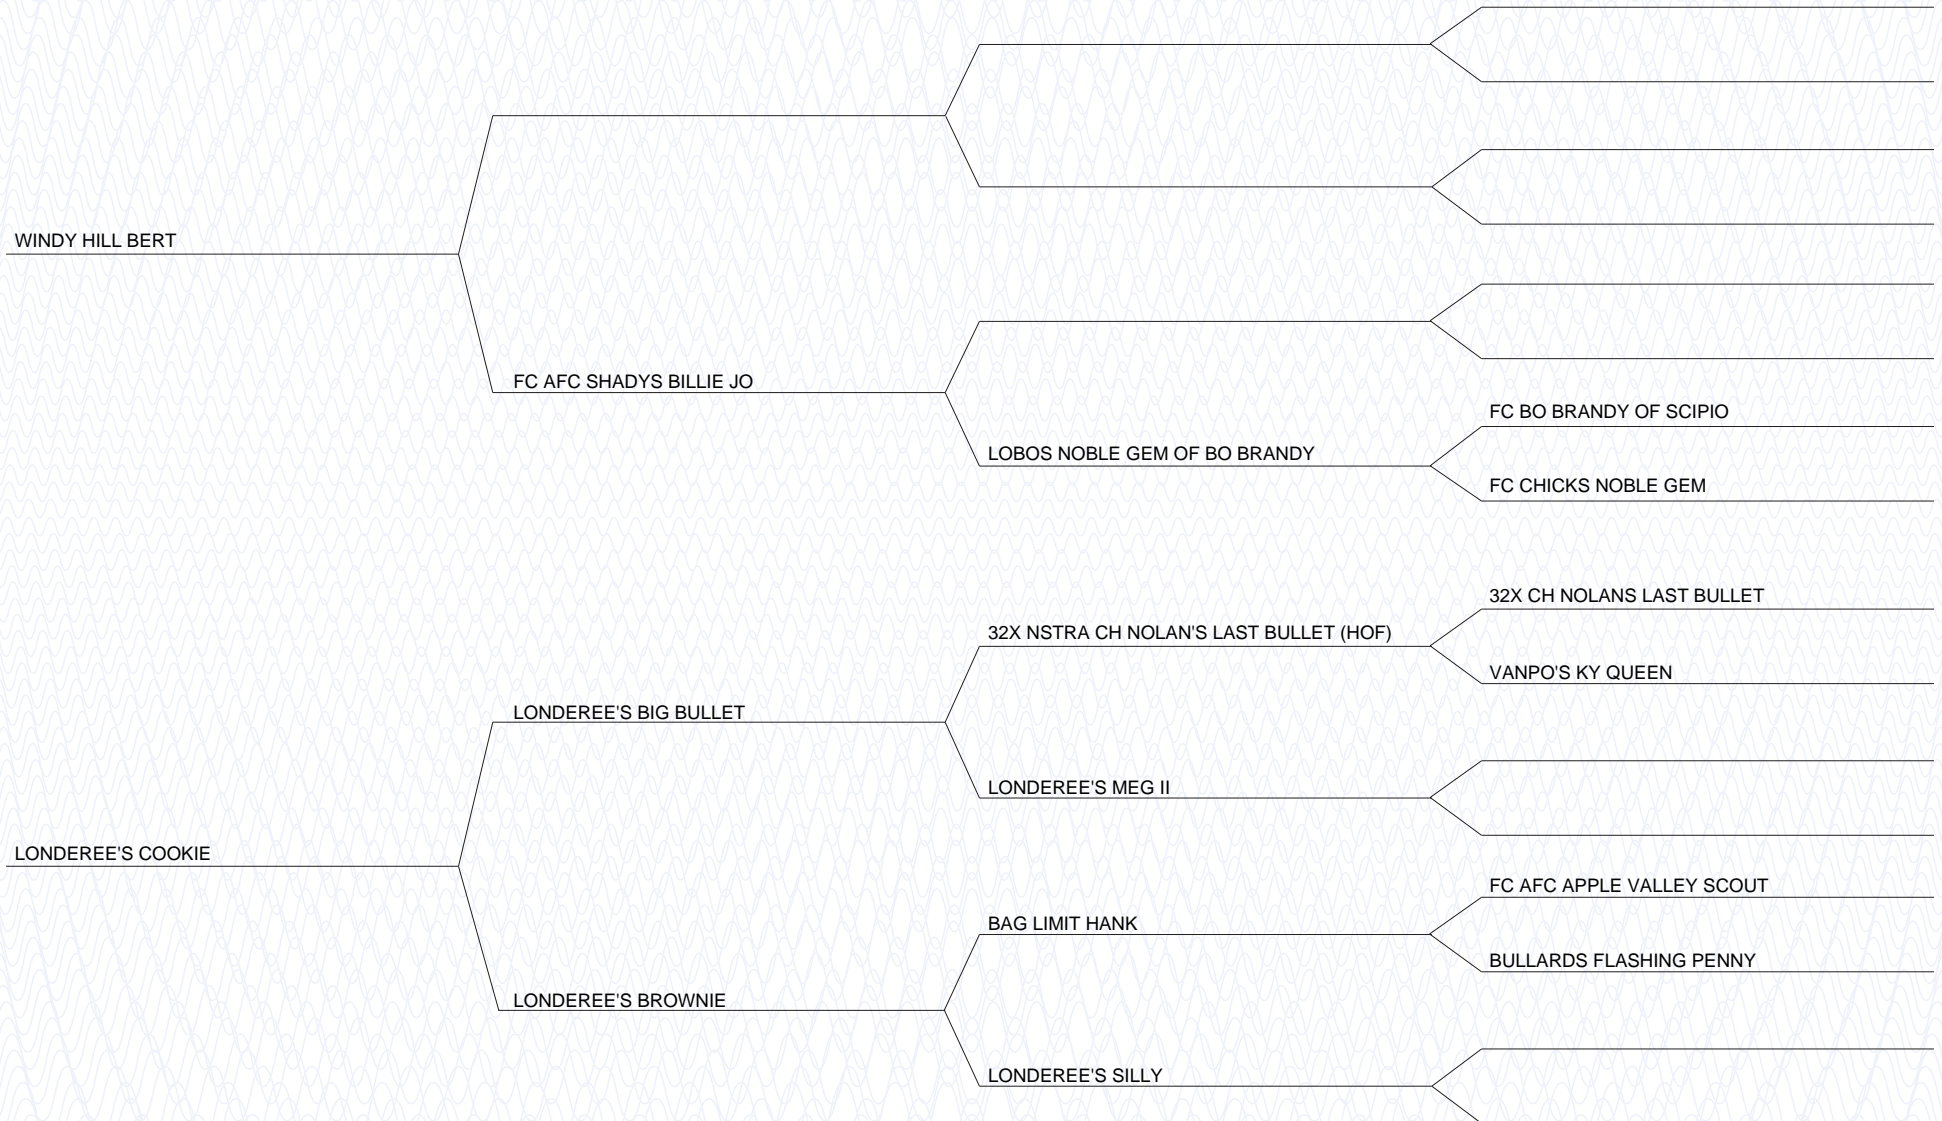 WINDY HILL BERT
FC AFC SHADYS BILLIE JO
LOBOS NOBLE GEM OF BO BRANDY
FC BO BRANDY OF SCIPIO
FC CHICKS NOBLE GEM
LONDEREE'S COOKIE
LONDEREE'S BIG BULLET
32X NSTRA CH NOLAN'S LAST BULLET (HOF)
32X CH NOLANS LAST BULLET
VANPO'S KY QUEEN
LONDEREE'S MEG II
LONDEREE'S BROWNIE
BAG LIMIT HANK
FC AFC APPLE VALLEY SCOUT
BULLARDS FLASHING PENNY
LONDEREE'S SILLY